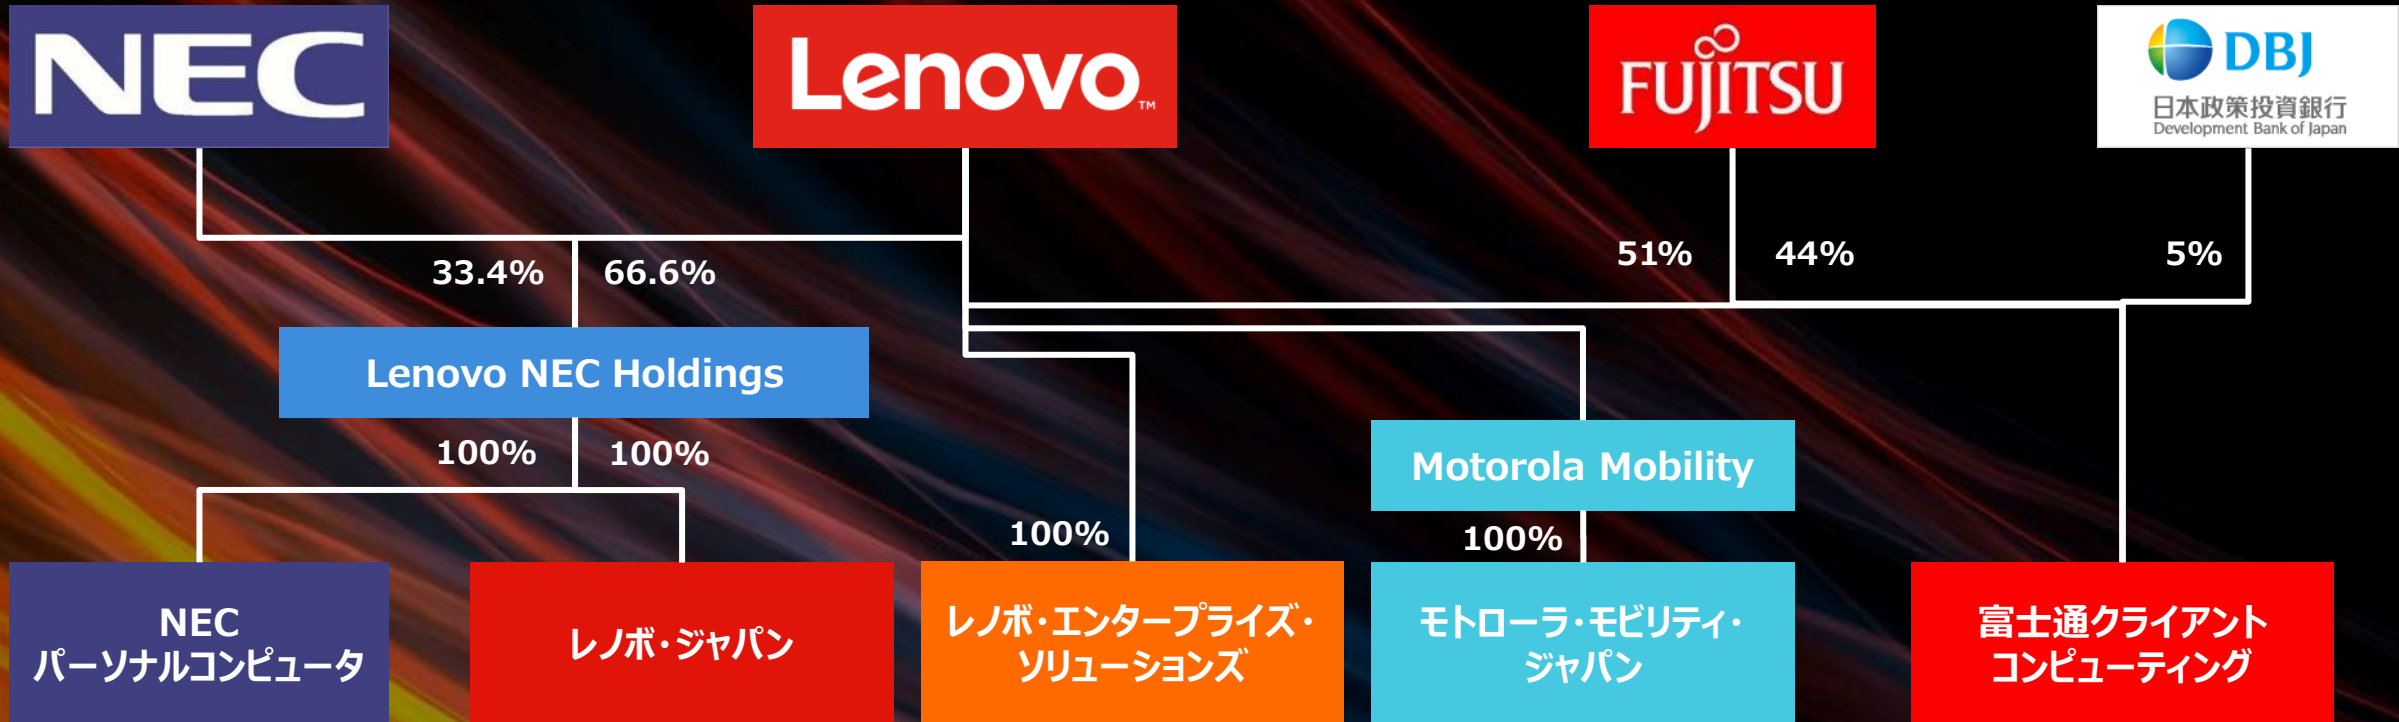 NEC
Lenovo™
FUJITSU
DBJ
日本政策投資銀行
Development Bank of Japan
33.4%
66.6%
51%
44%
5%
Lenovo NEC Holdings
100%
100%
Motorola Mobility
100%
100%
NEC
パーソナルコンピュータ
レノボ・ジャパン
レノボ・エンタープライズ・
ソリューションズ
モトローラ・モビリティ・
ジャパン
富士通クライアント
コンピューティング